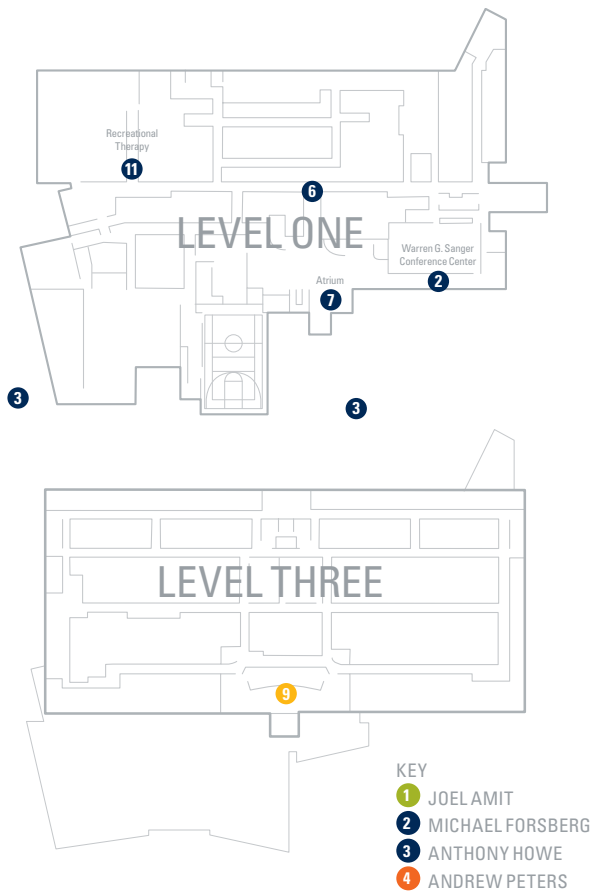 Recreational
Therapy
11
6
LEVEL ONE
Warren G. Sanger
Conference Center
2
Atrium
7
3
3
LEVEL THREE
9
KEY
1 JOEL AMIT
2 MICHAEL FORSBERG
3 ANTHONY HOWE
4 ANDREW PETERS